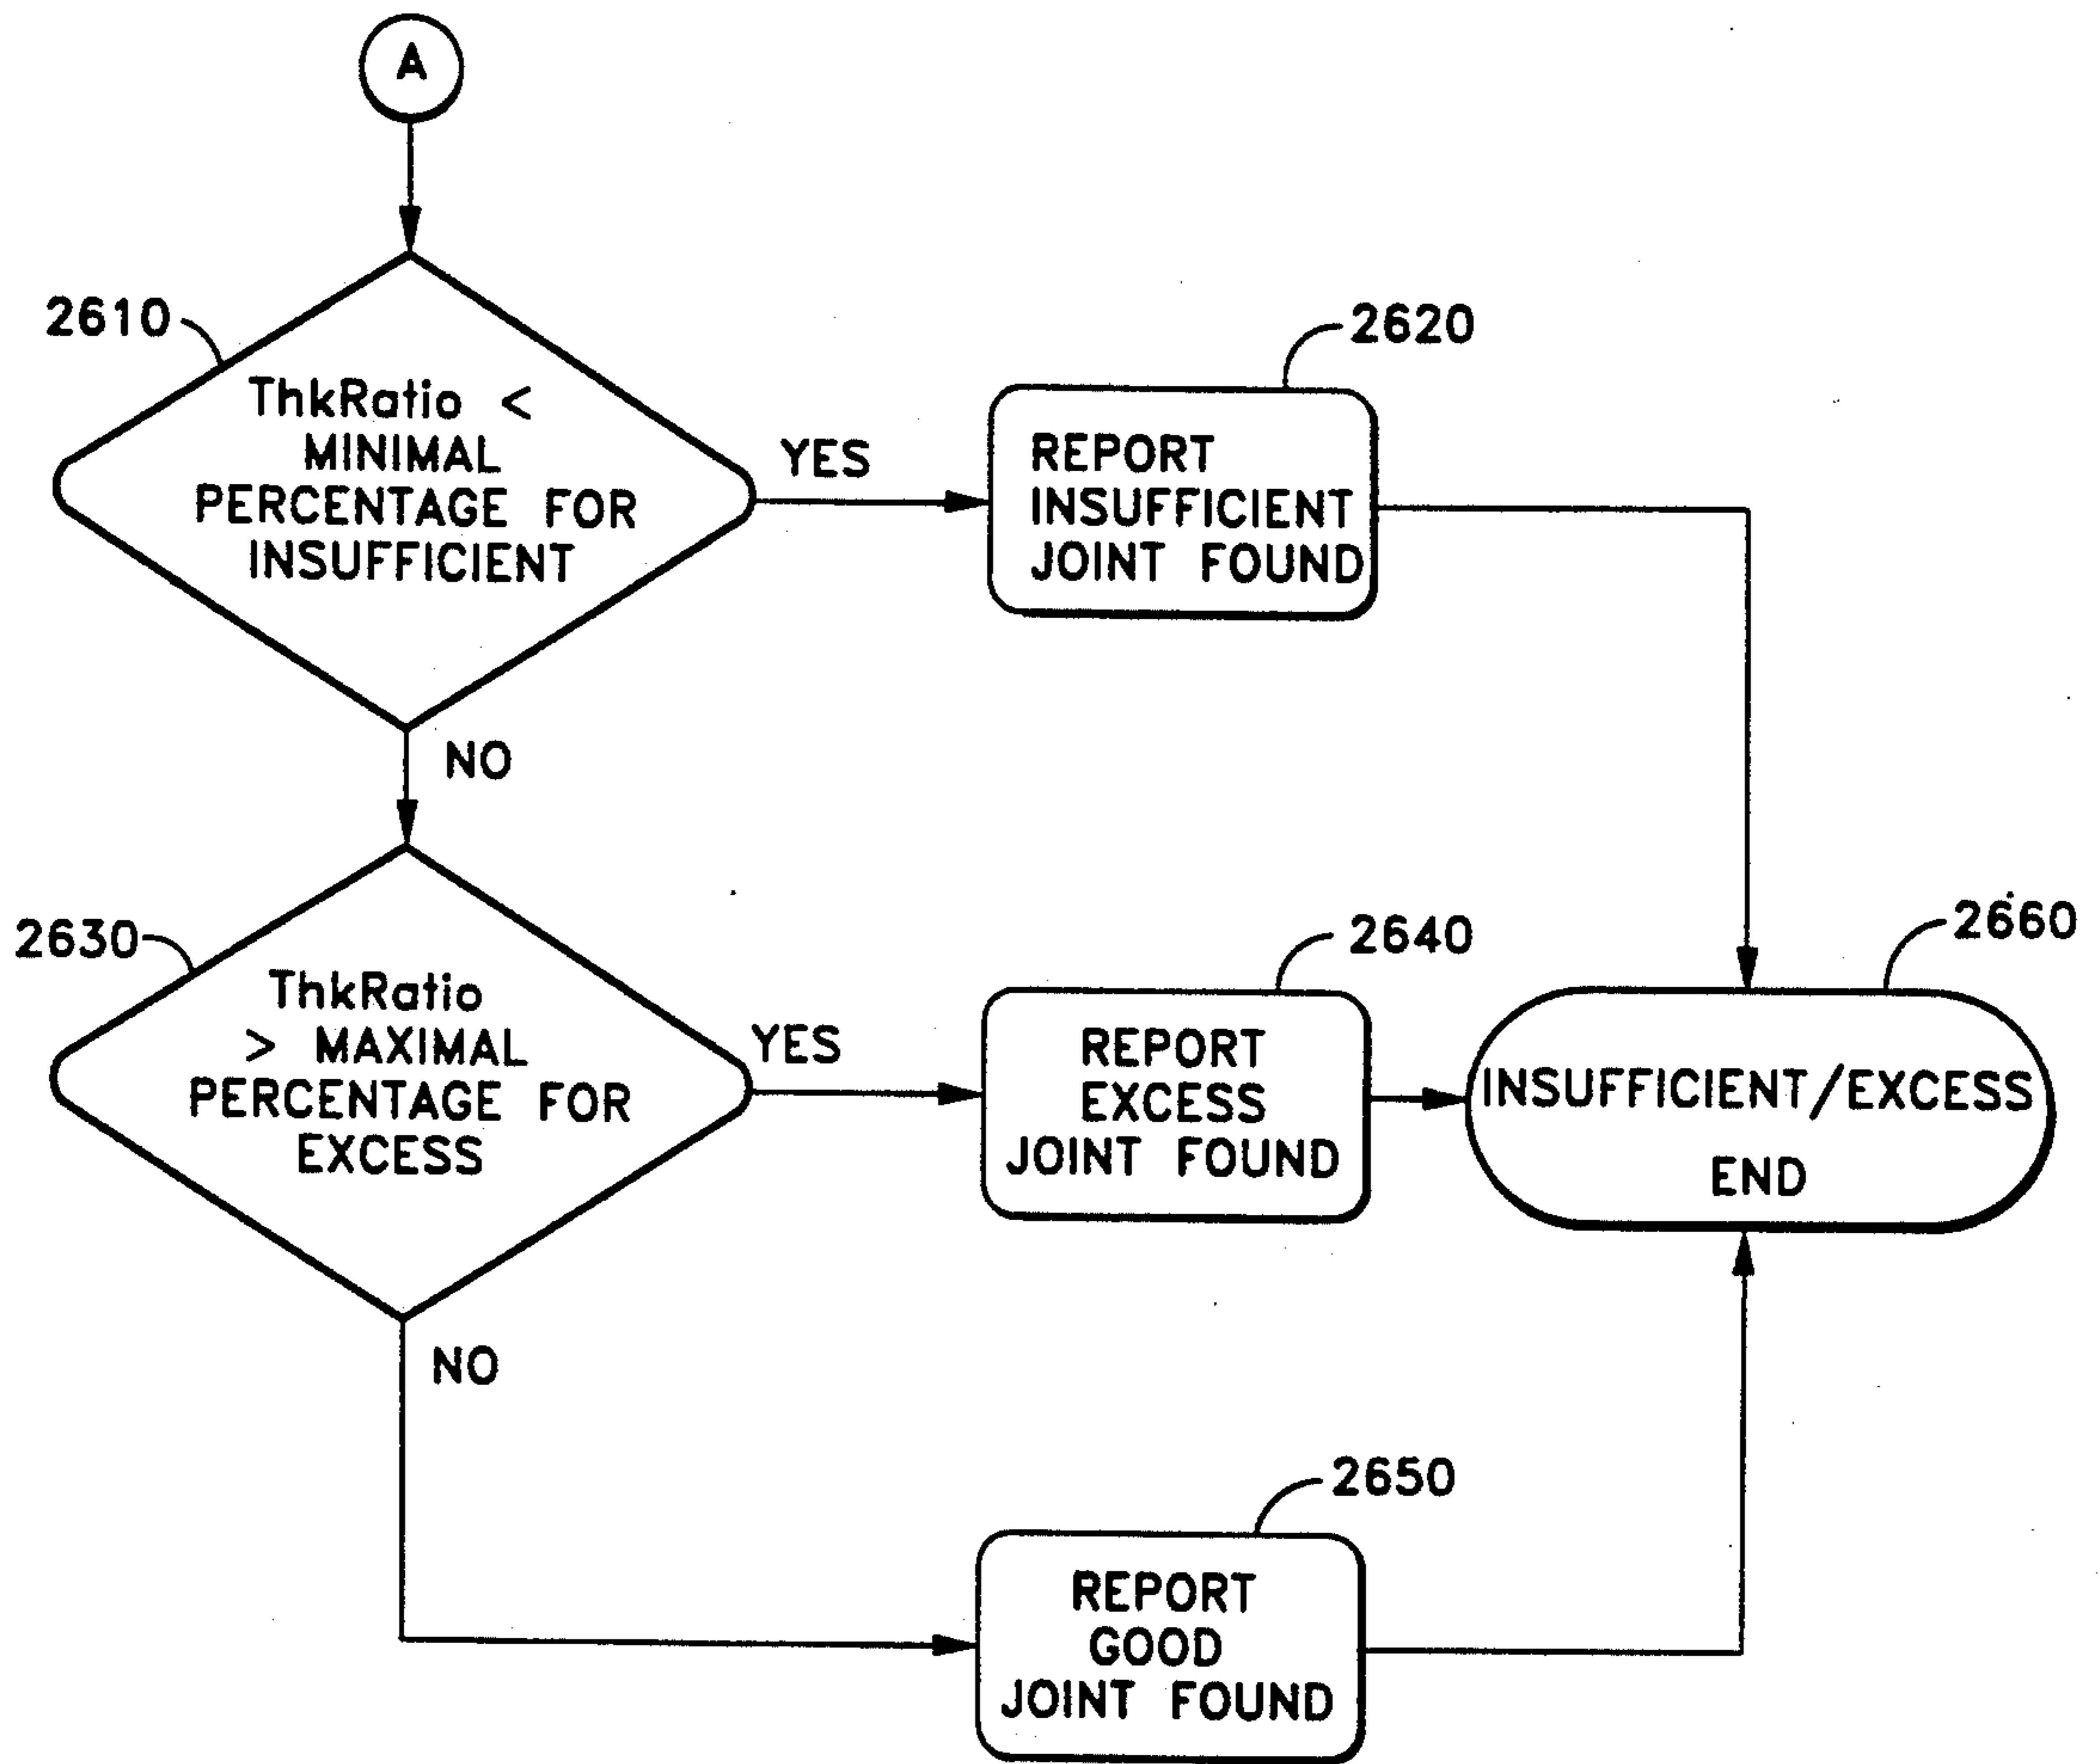 A
2610
ThkRatio <
MINIMAL
PERCENTAGE FOR
INSUFFICIENT
YES
2620
REPORT
INSUFFICIENT
JOINT FOUND
NO
2630
ThkRatio
> MAXIMAL
PERCENTAGE FOR
EXCESS
YES
2640
REPORT
EXCESS
JOINT FOUND
2660
INSUFFICIENT/EXCESS
END
NO
2650
REPORT
GOOD
JOINT FOUND